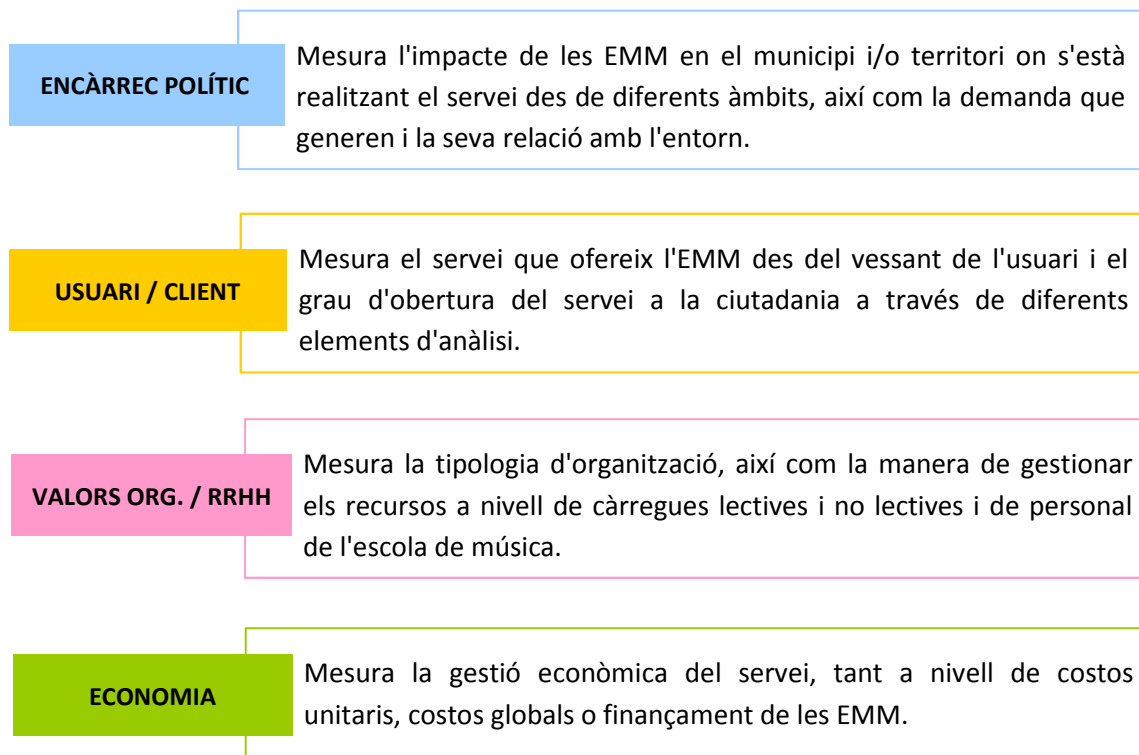 Mesura l'impacte de les EMM en el municipi i/o territori on s'està
ENCÀRREC POLÍTIC
realitzant el servei des de diferents àmbits, així com la demanda que
generen i la seva relació amb l'entorn.
Mesura el servei que ofereix l'EMM des del vessant de l'usuari i el
USUARI / CLIENT
grau d'obertura del servei a la ciutadania a través de diferents
elements d'anàlisi.
Mesura la tipologia d'organització, així com la manera de gestionar
VALORS ORG. / RRHH
els recursos a nivell de càrregues lectives i no lectives i de personal
de l'escola de música.
Mesura la gestió econòmica del servei, tant a nivell de costos
ECONOMIA
unitaris, costos globals o finançament de les EMM.